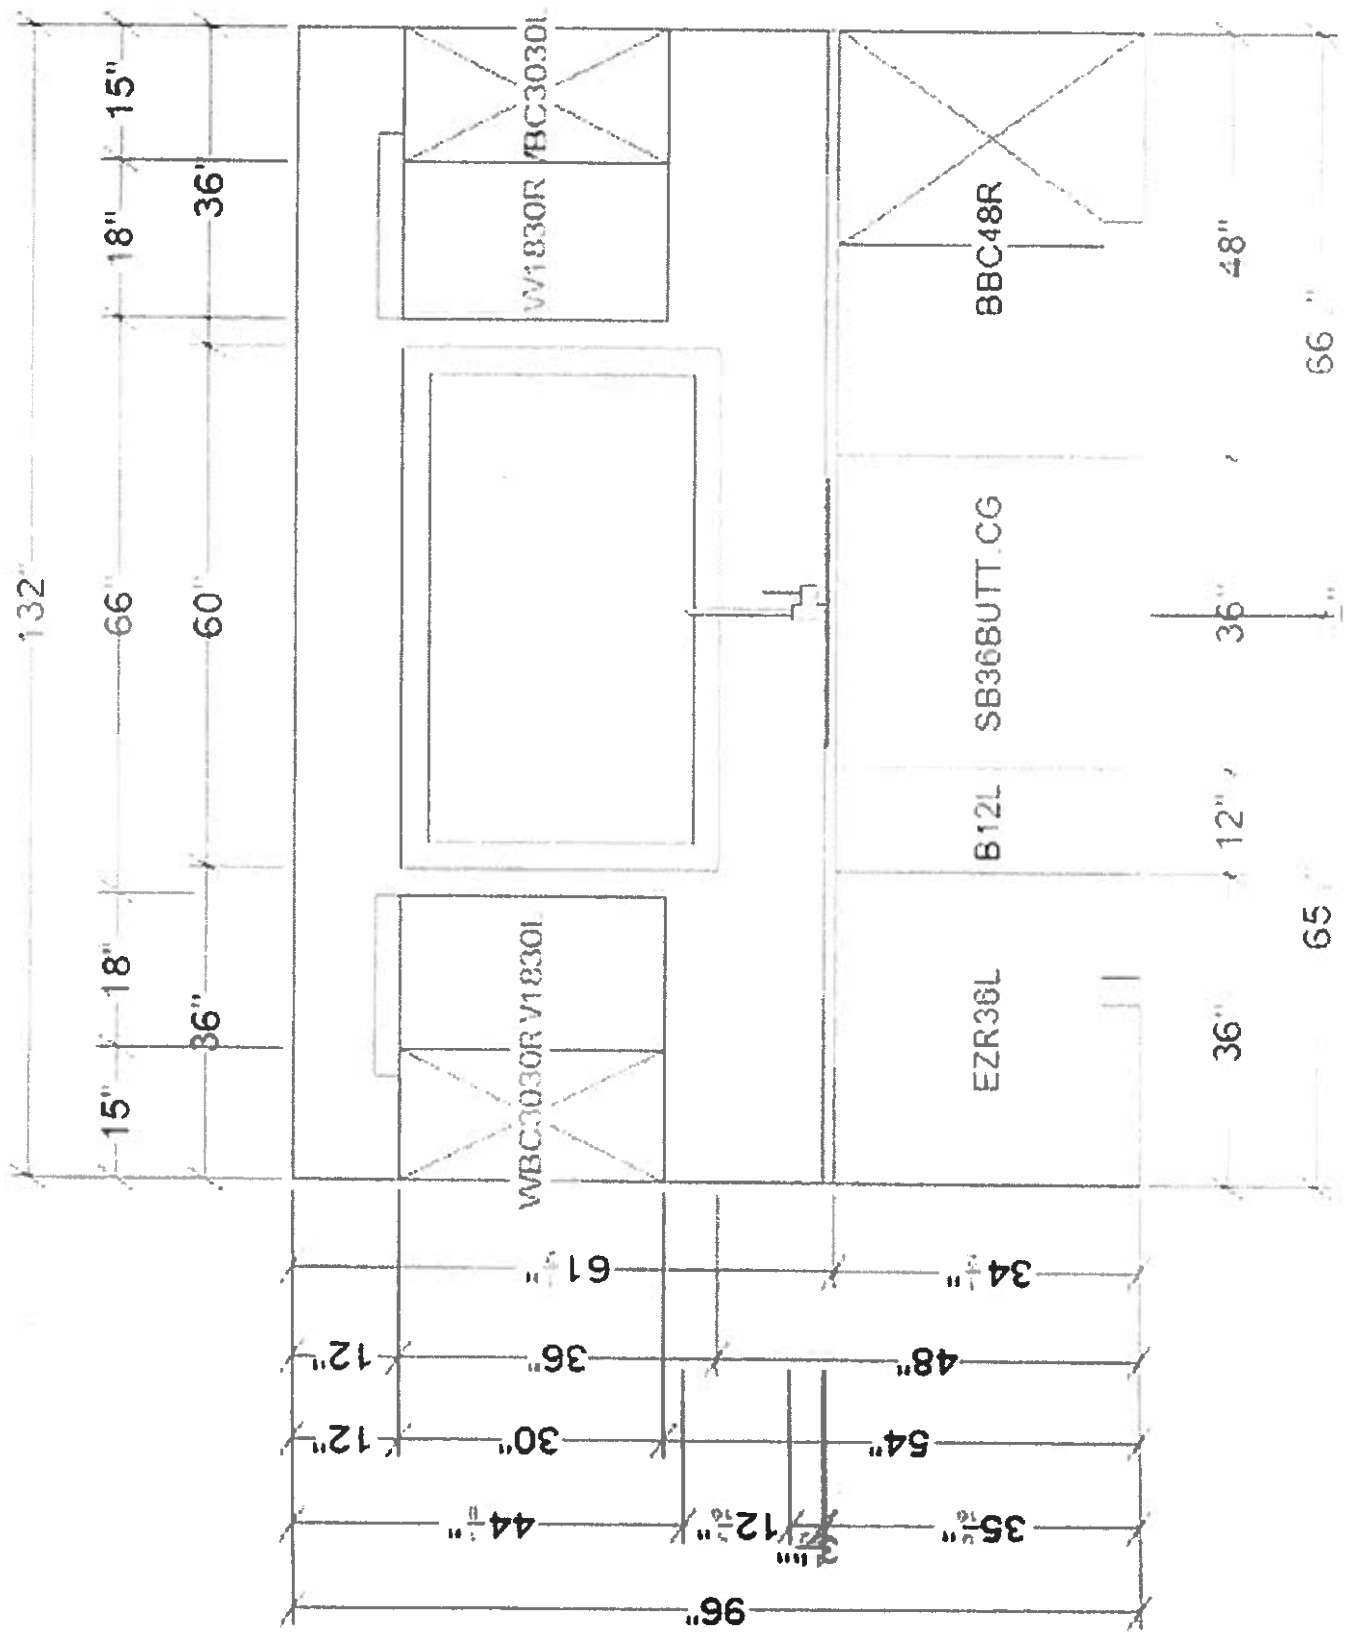 132"
15" 18" 66" 18" 15"
36" 60" 36"
WBC3030R W1830L W1830R WBC3030L
EZR36L B12L SB36BUTT.CG BBC48R
36" 12" 36" 48"
65 66 "
61 "
34 "
12" 36" 48"
12" 30" 54"
44 " 12 " 35 "
96"